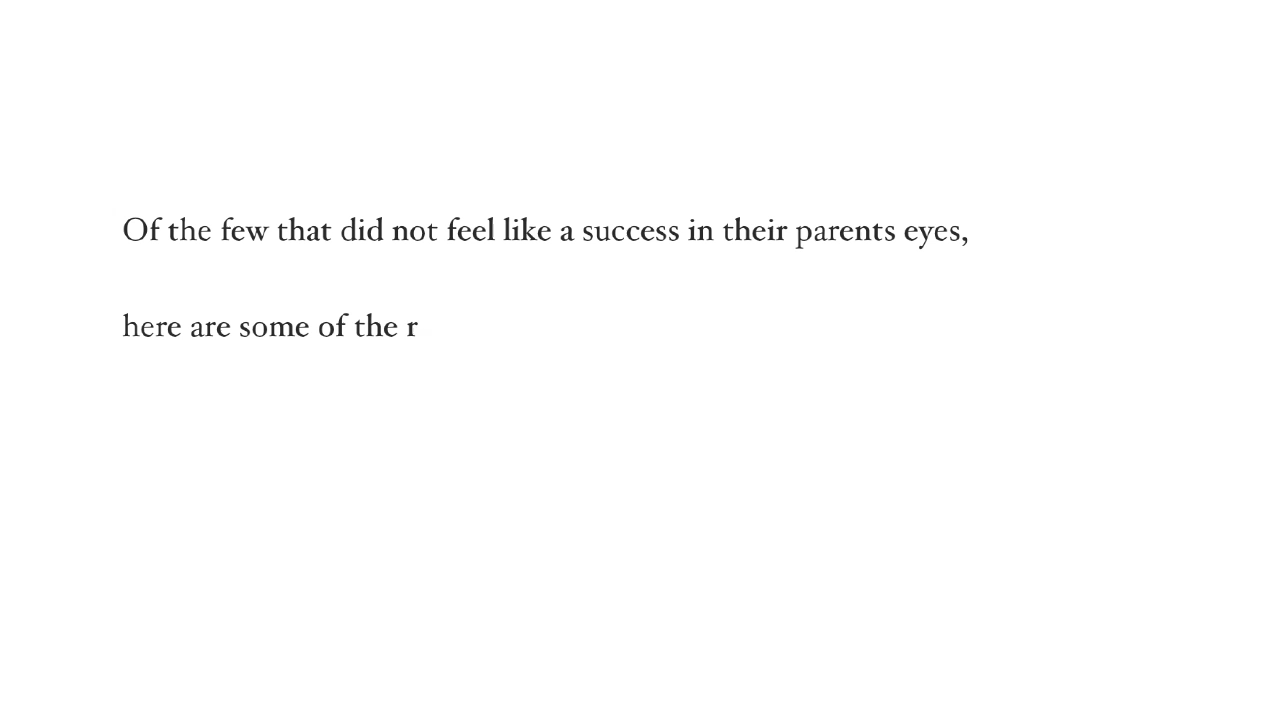 Of the few that did not feel like a success in their parents eyes,
here are some of the r